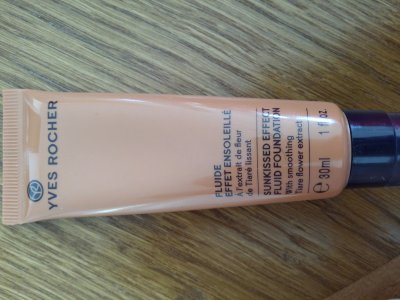 YVES ROCHER
FLUIDE
EFFET ENSOLEILLÉ
À l'extrait de fleur
de Tiaré lissant
SUNKISSED EFFECT
FLUID FOUNDATION
With smoothing
Tiare flower extract
℮ 30ml 1 fl oz